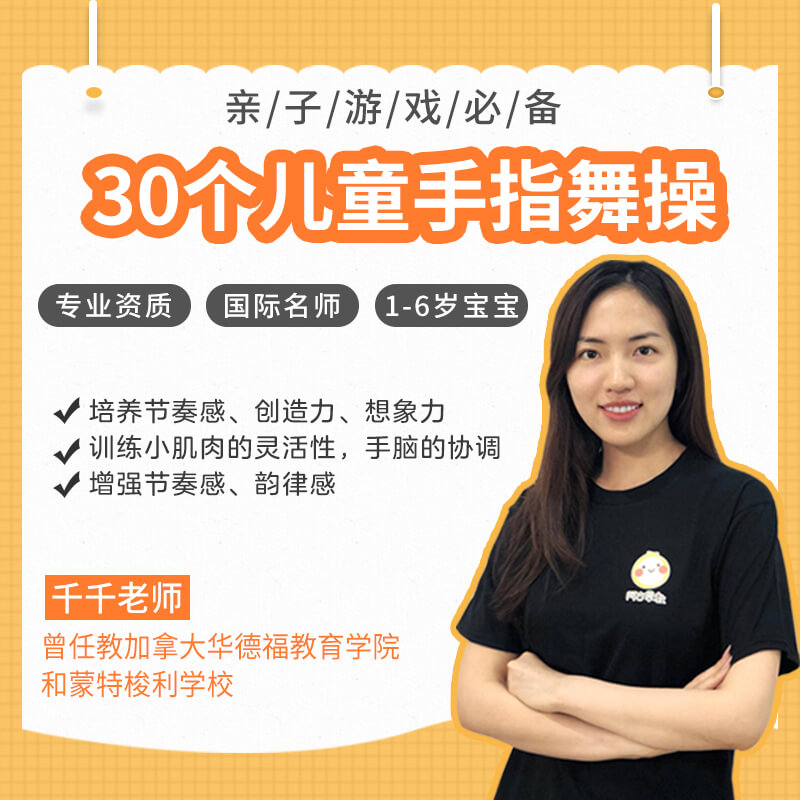 亲/子/游/戏/必/备
30个儿童手指舞操
专业资质 国际名师 1-6岁宝宝
培养节奏感、创造力、想象力
训练小肌肉的灵活性，手脑的协调
增强节奏感、韵律感
千千老师
曾任教加拿大华德福教育学院
和蒙特梭利学校